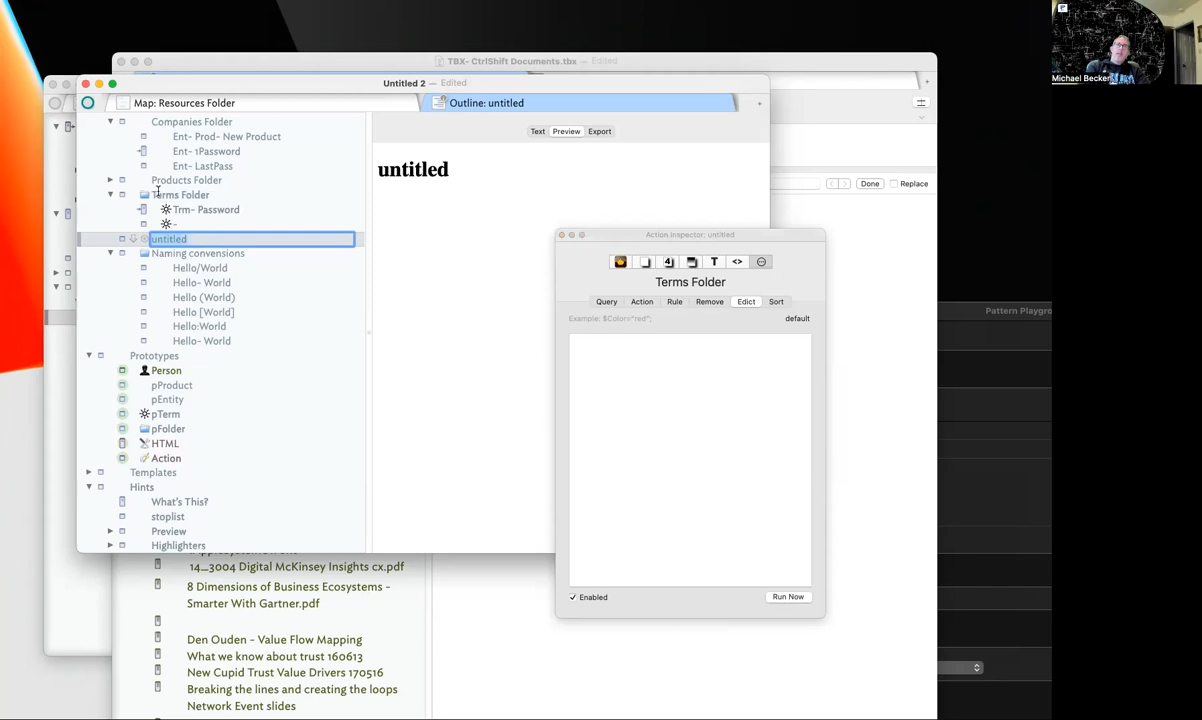 TBX- CtrlShift Documents.tbx — Edited
Untitled 2 — Edited
Map: Resources Folder
Outline: untitled
Companies Folder
Ent- Prod- New Product
Ent- 1Password
Ent- LastPass
Products Folder
Terms Folder
Trm- Password
-
untitled
Naming conventions
Hello/World
Hello- World
Hello (World)
Hello [World]
Hello:World
Hello- World
Prototypes
Person
pProduct
pEntity
pTerm
pFolder
HTML
Action
Templates
Hints
What's This?
stoplist
Preview
Highlighters
Text Preview Export
untitled
Done Replace
Action Inspector: untitled
Terms Folder
Query Action Rule Remove Edict Sort
Example: $Color="red"; default
Enabled Run Now
14_3004 Digital McKinsey Insights cx.pdf
8 Dimensions of Business Ecosystems -
Smarter With Gartner.pdf
Den Ouden - Value Flow Mapping
What we know about trust 160613
New Cupid Trust Value Drivers 170516
Breaking the lines and creating the loops
Network Event slides
Pattern Playgro
Michael Becker